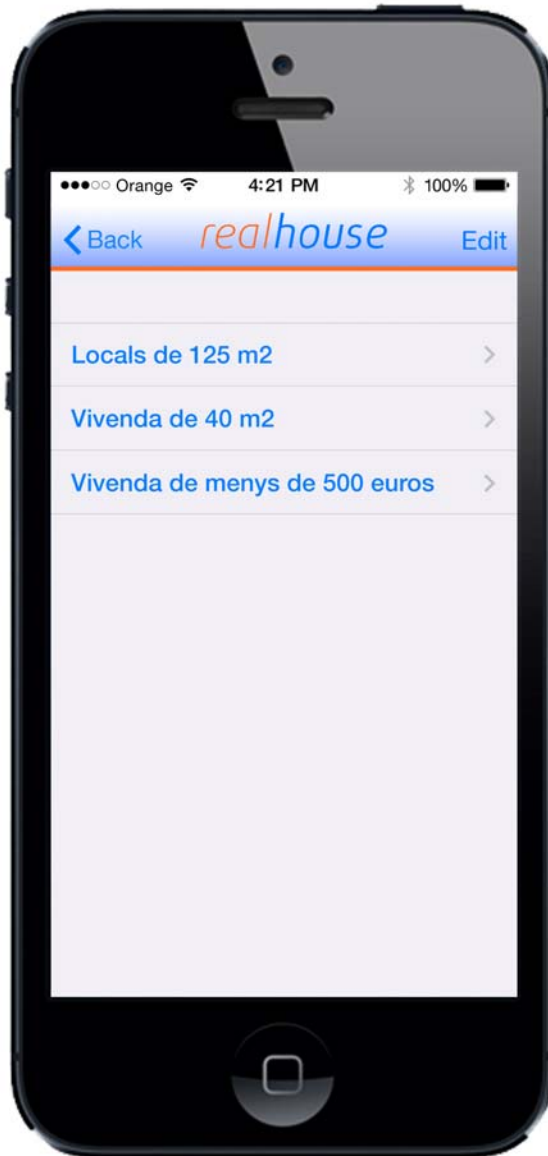 Orange 4:21 PM 100%
Back realhouse Edit
Locals de 125 m2
Vivenda de 40 m2
Vivenda de menys de 500 euros